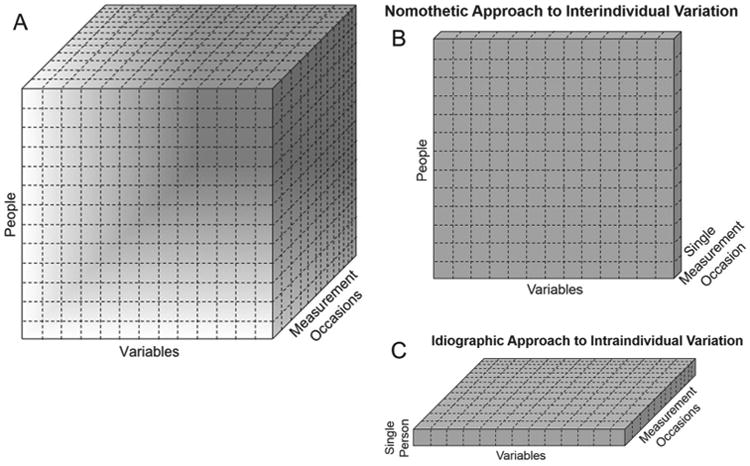 A
People
Variables
Measurement
Occasions
Nomothetic Approach to Interindividual Variation
B
People
Variables
Single
Measurement
Occasion
Idiographic Approach to Intraindividual Variation
C
Single
Person
Variables
Measurement
Occasions